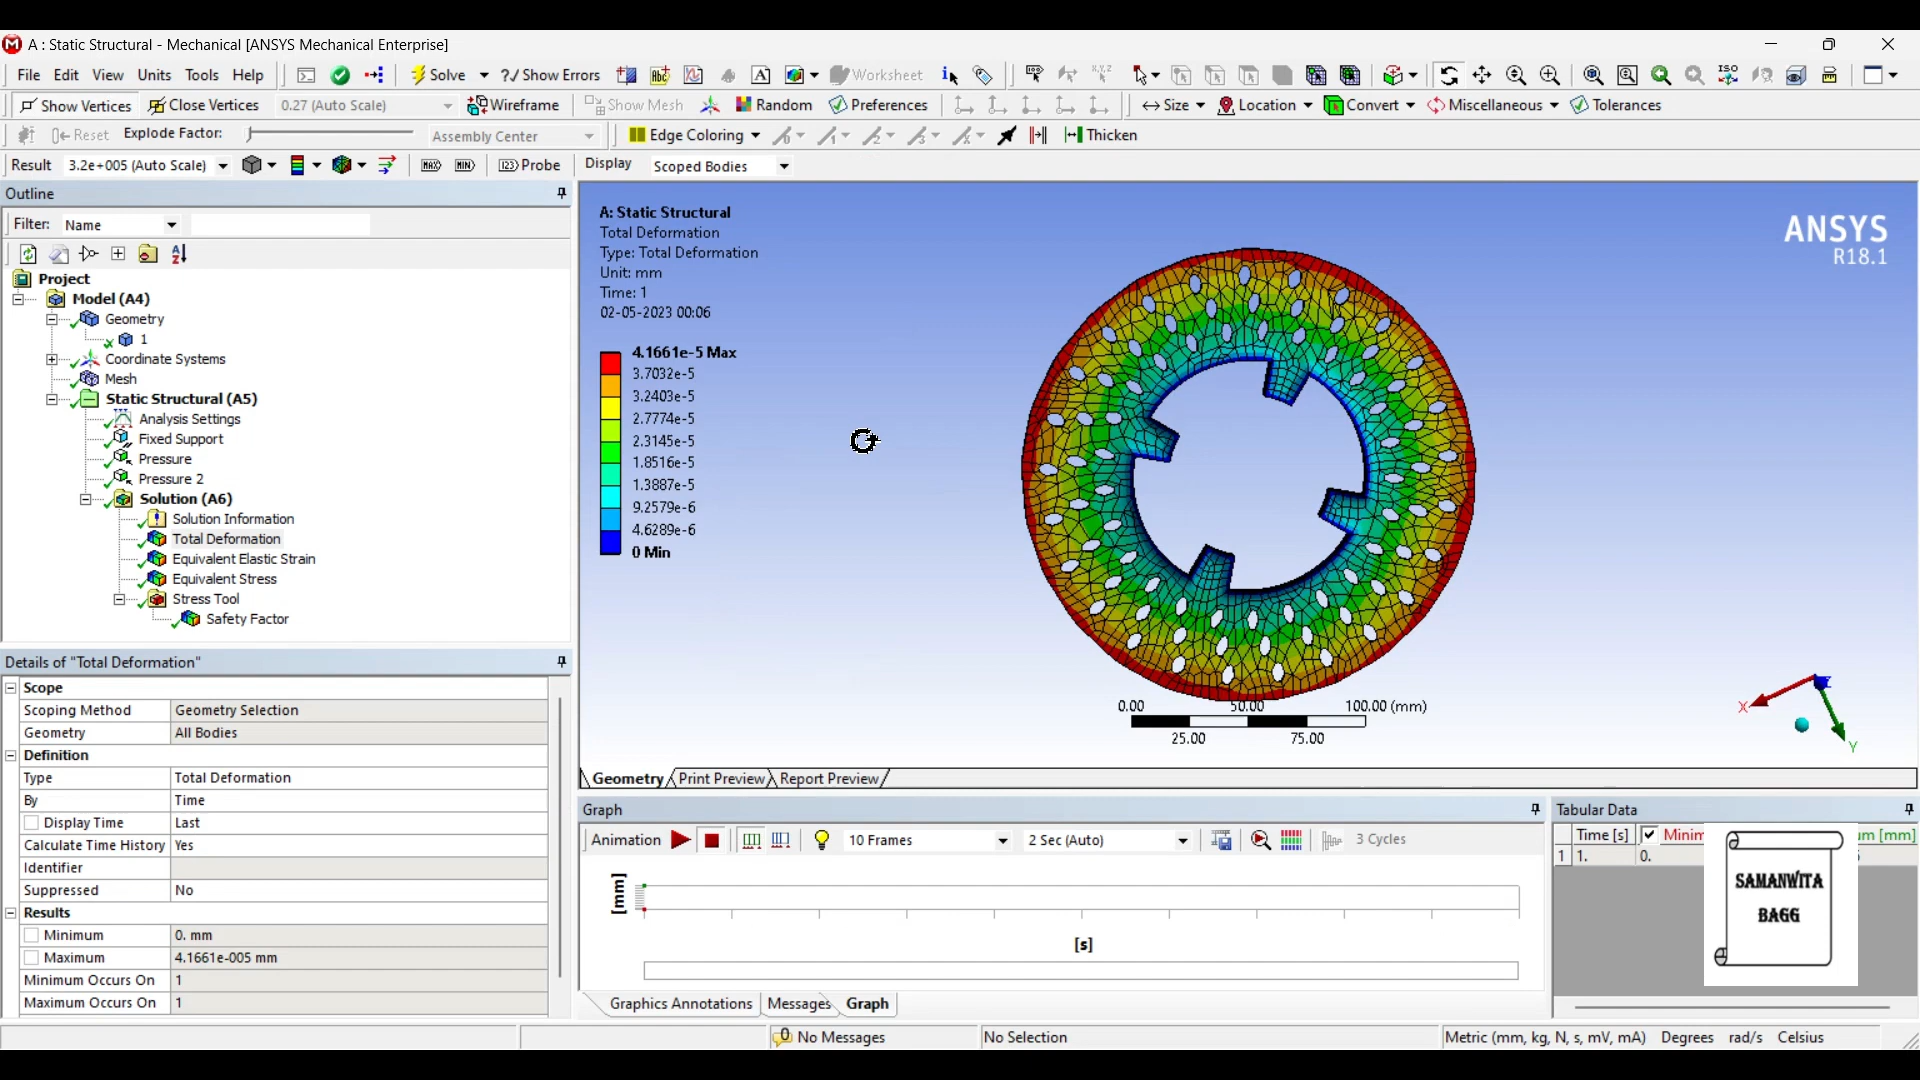 A : Static Structural - Mechanical [ANSYS Mechanical Enterprise]
File Edit View Units Tools Help Solve ?/ Show Errors Worksheet
Show Vertices Close Vertices 0.27 (Auto Scale) Wireframe Show Mesh Random Preferences Size Location Convert Miscellaneous Tolerances
Reset Explode Factor: Assembly Center Edge Coloring Thicken
Result 3.2e+005 (Auto Scale) MAX MIN Probe Display Scoped Bodies
Outline
Filter: Name
Project
Model (A4)
Geometry
1
Coordinate Systems
Mesh
Static Structural (A5)
Analysis Settings
Fixed Support
Pressure
Pressure 2
Solution (A6)
Solution Information
Total Deformation
Equivalent Elastic Strain
Equivalent Stress
Stress Tool
Safety Factor
Details of "Total Deformation"
Scope
Scoping Method Geometry Selection
Geometry All Bodies
Definition
Type Total Deformation
By Time
Display Time Last
Calculate Time History Yes
Identifier
Suppressed No
Results
Minimum 0. mm
Maximum 4.1661e-005 mm
Minimum Occurs On 1
Maximum Occurs On 1
A: Static Structural
Total Deformation
Type: Total Deformation
Unit: mm
Time: 1
02-05-2023 00:06
4.1661e-5 Max
3.7032e-5
3.2403e-5
2.7774e-5
2.3145e-5
1.8516e-5
1.3887e-5
9.2579e-6
4.6289e-6
0 Min
ANSYS
R18.1
0.00 50.00 100.00 (mm)
25.00 75.00
X
Y
Z
Geometry Print Preview Report Preview
Graph
Animation 10 Frames 2 Sec (Auto) 3 Cycles
[mm]
[s]
Graphics Annotations Messages Graph
Tabular Data
Time [s] Minim um [mm]
1 1. 0.
SAMANWITA
BAGG
No Messages No Selection Metric (mm, kg, N, s, mV, mA) Degrees rad/s Celsius